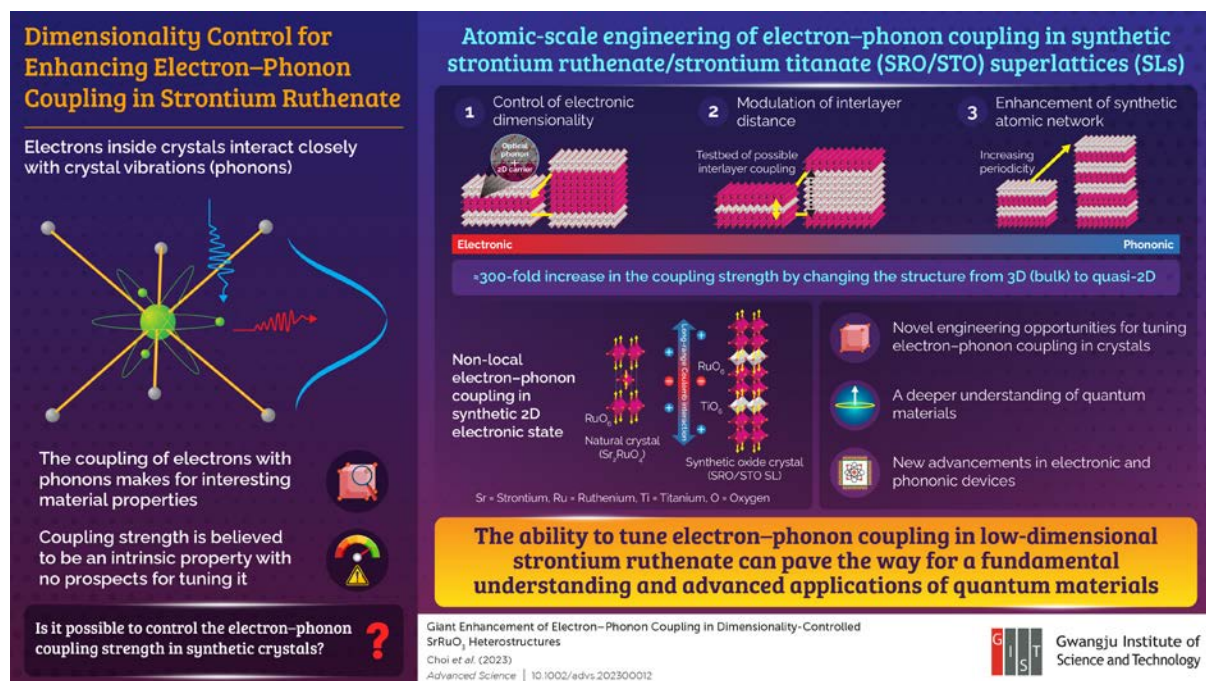 Dimensionality Control for
Enhancing Electron–Phonon
Coupling in Strontium Ruthenate
Electrons inside crystals interact closely
with crystal vibrations (phonons)
The coupling of electrons with
phonons makes for interesting
material properties
Coupling strength is believed
to be an intrinsic property with
no prospects for tuning it
Is it possible to control the electron–phonon
coupling strength in synthetic crystals?
?
Atomic-scale engineering of electron–phonon coupling in synthetic
strontium ruthenate/strontium titanate (SRO/STO) superlattices (SLs)
1 Control of electronic
dimensionality
Optical
phonon
+
2D carrier
2 Modulation of interlayer
distance
Testbed of possible
interlayer coupling
3 Enhancement of synthetic
atomic network
Increasing
periodicity
Electronic
Phononic
≈300-fold increase in the coupling strength by changing the structure from 3D (bulk) to quasi-2D
Non-local
electron–phonon
coupling in
synthetic 2D
electronic state
RuO₆
Natural crystal
(Sr₂RuO₄)
Long-range Coulomb interaction
RuO₆
TiO₆
Synthetic oxide crystal
(SRO/STO SL)
Sr = Strontium, Ru = Ruthenium, Ti = Titanium, O = Oxygen
Novel engineering opportunities for tuning
electron–phonon coupling in crystals
A deeper understanding of quantum
materials
New advancements in electronic and
phononic devices
The ability to tune electron–phonon coupling in low-dimensional
strontium ruthenate can pave the way for a fundamental
understanding and advanced applications of quantum materials
Giant Enhancement of Electron–Phonon Coupling in Dimensionality-Controlled
SrRuO₃ Heterostructures
Choi et al. (2023)
Advanced Science | 10.1002/advs.202300012
GIST
Gwangju Institute of
Science and Technology